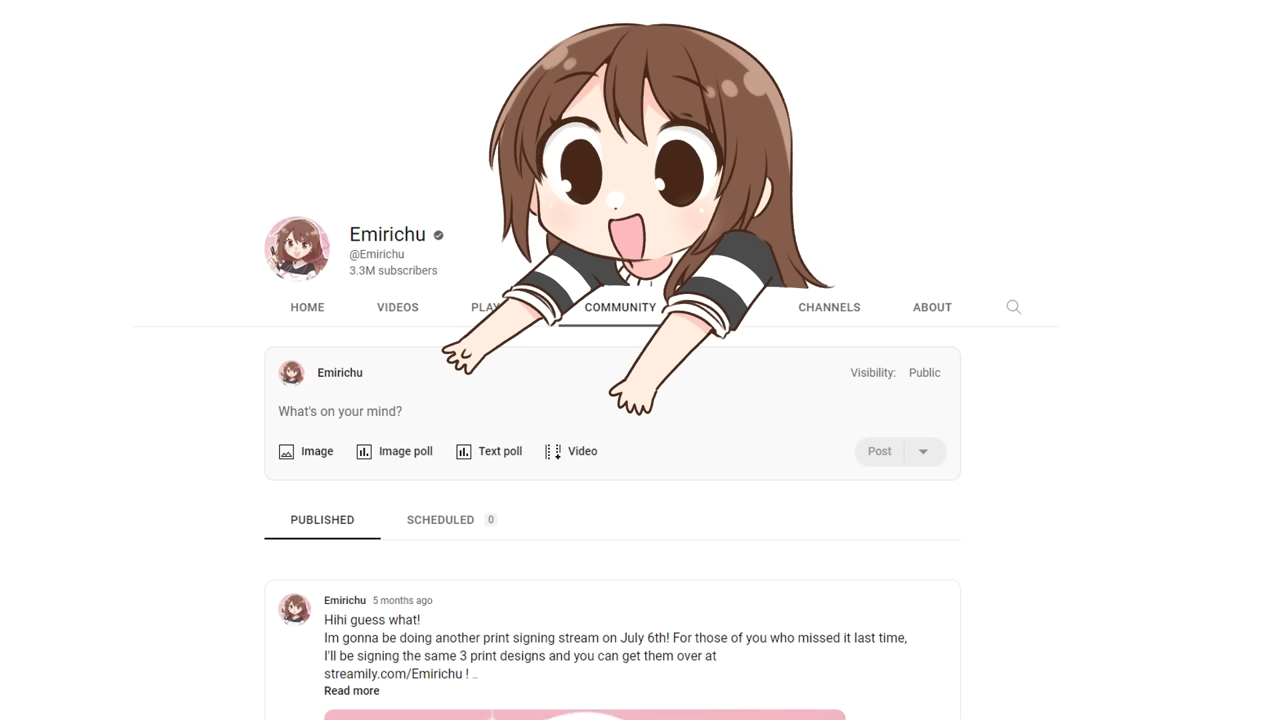 Emirichu
@Emirichu
3.3M subscribers
HOME VIDEOS COMMUNITY CHANNELS ABOUT
Emirichu Visibility: Public
What's on your mind?
Image Image poll Text poll Video Post
PUBLISHED SCHEDULED 0
Emirichu 5 months ago
Hihi guess what!
Im gonna be doing another print signing stream on July 6th! For those of you who missed it last time,
I'll be signing the same 3 print designs and you can get them over at
streamily.com/Emirichu ! ..
Read more